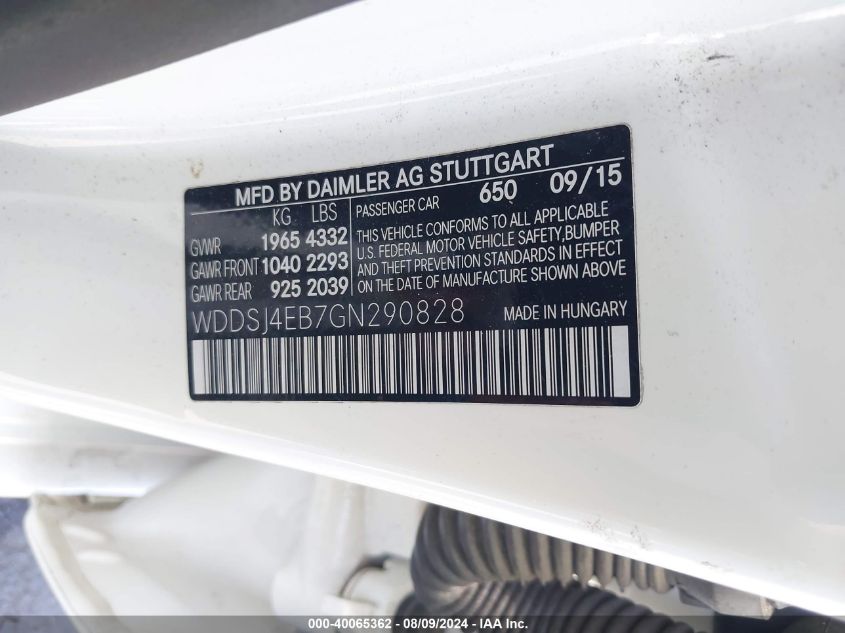 MFD BY DAIMLER AG STUTTGART
KG LBS
GVWR 1965 4332
GAWR FRONT 1040 2293
GAWR REAR 925 2039
PASSENGER CAR 650 09/15
THIS VEHICLE CONFORMS TO ALL APPLICABLE
U.S. FEDERAL MOTOR VEHICLE SAFETY,BUMPER
AND THEFT PREVENTION STANDARDS IN EFFECT
ON THE DATE OF MANUFACTURE SHOWN ABOVE
WDDSJ4EB7GN290828 MADE IN HUNGARY
000-40065362 - 08/09/2024 - IAA Inc.